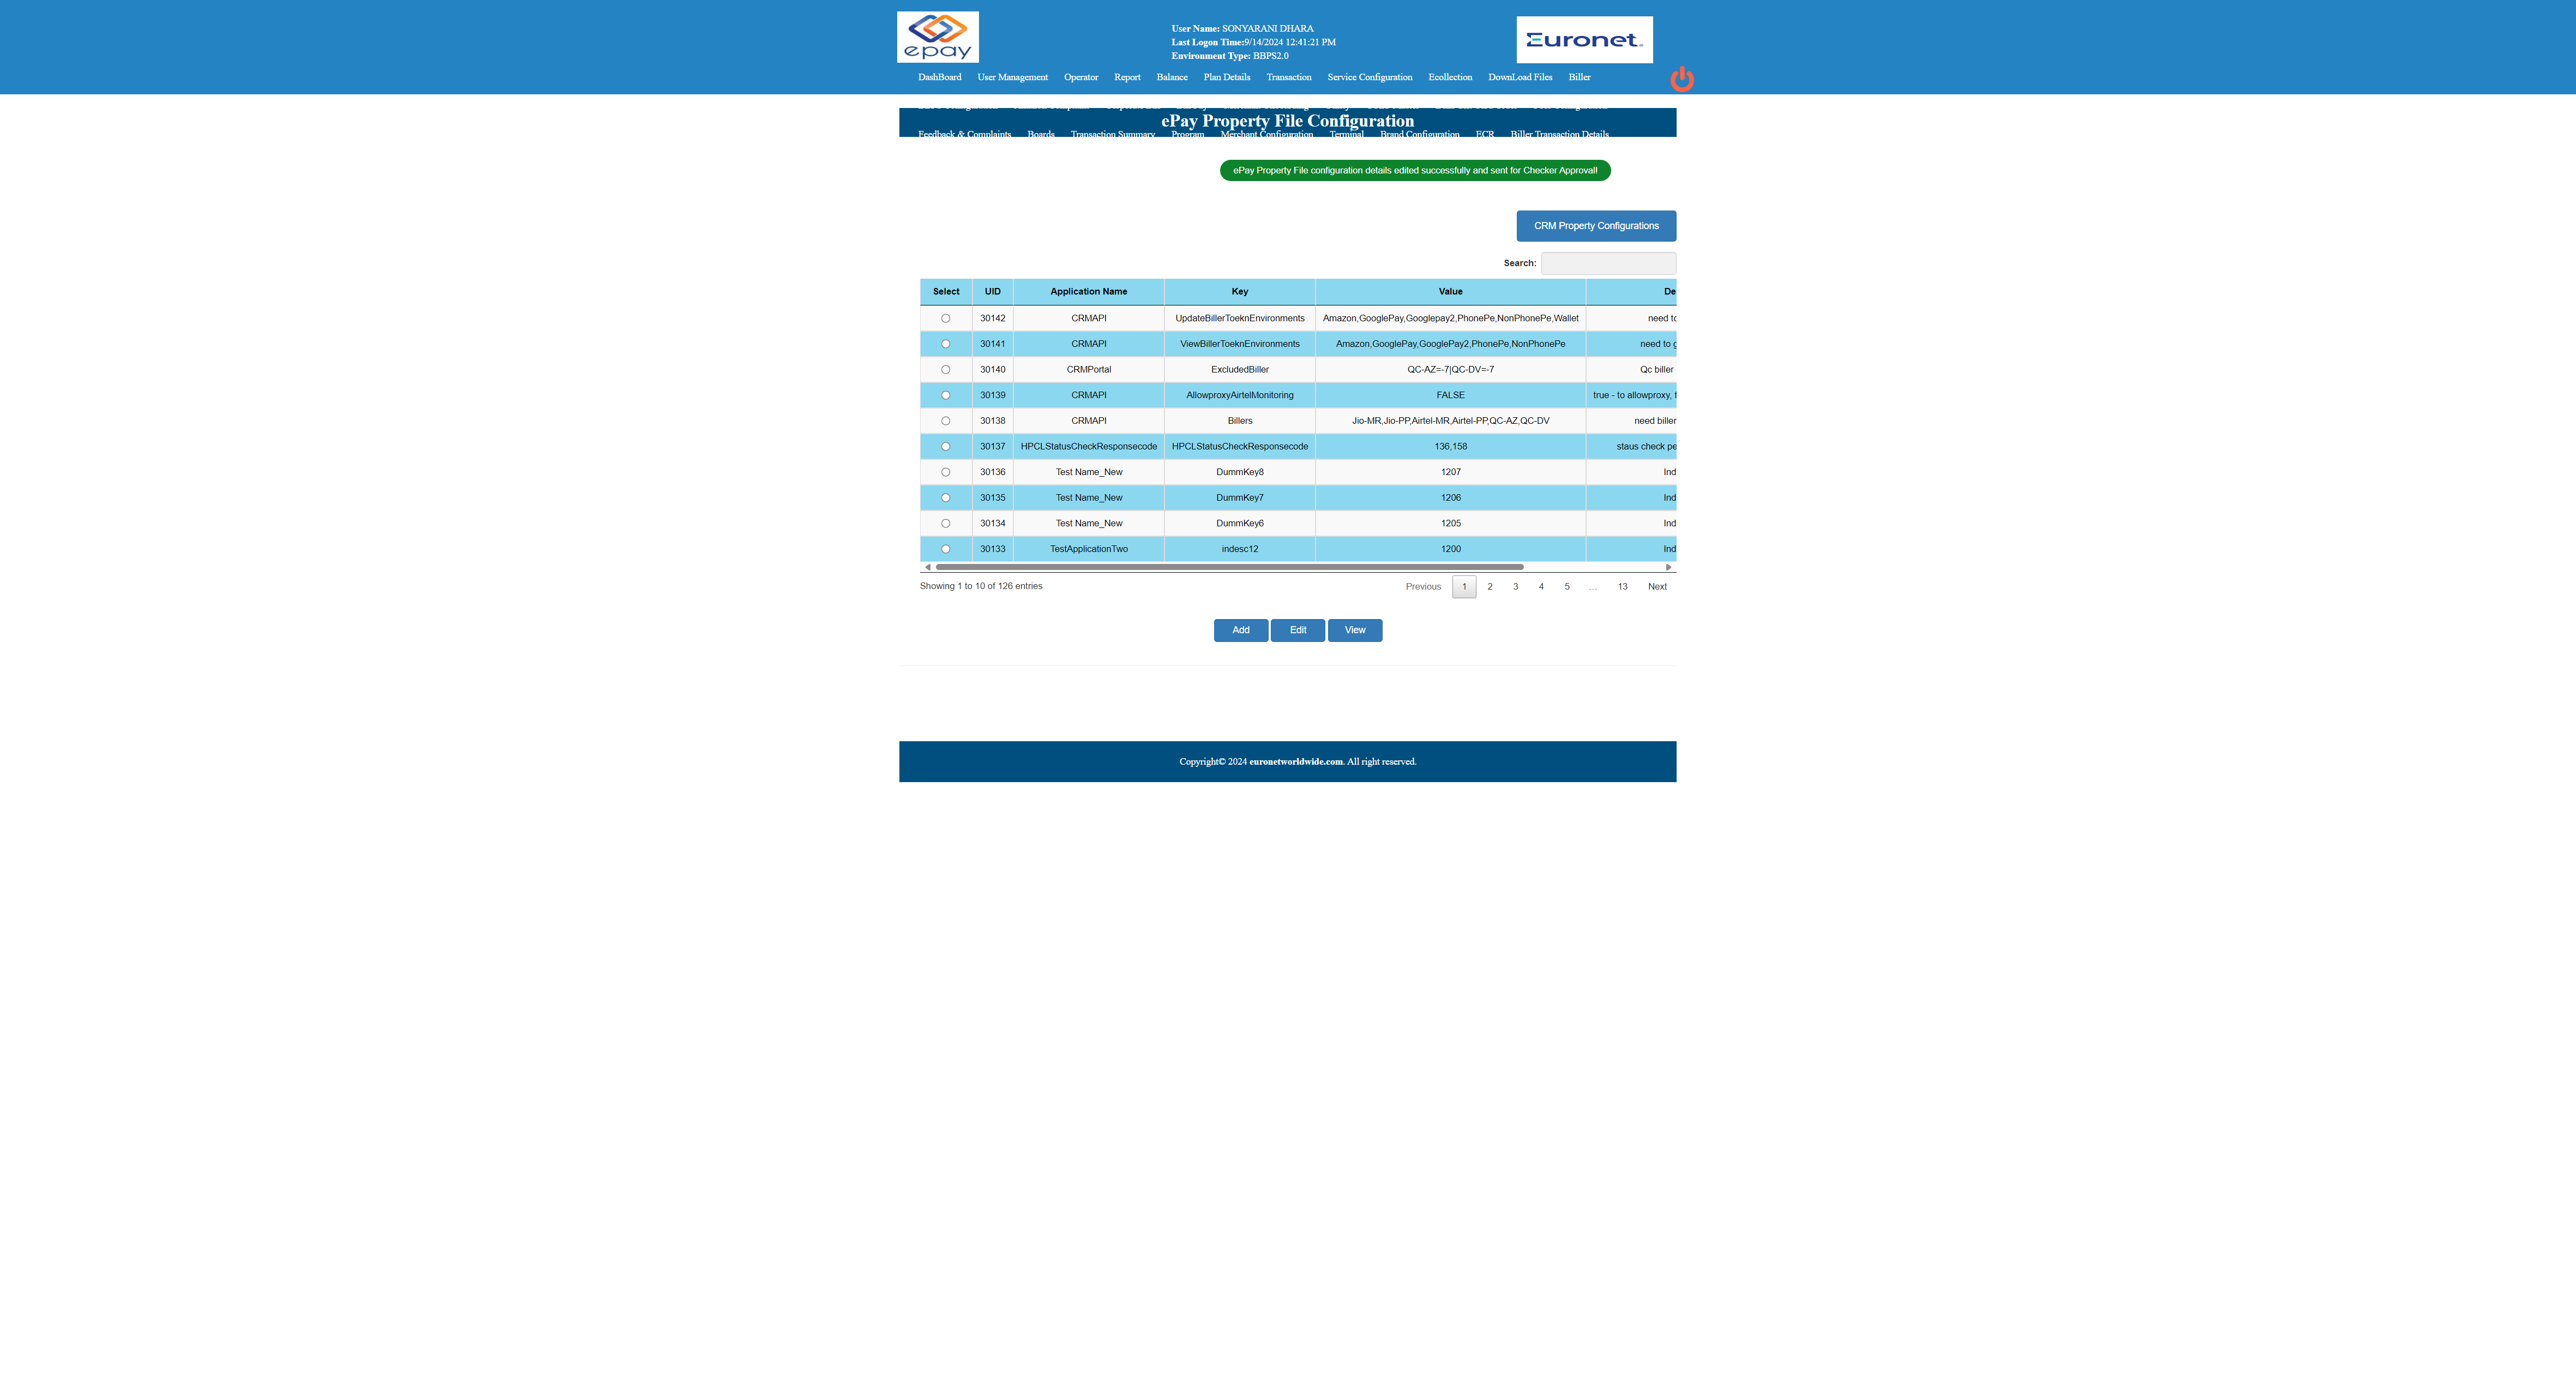 epay
User Name: SONYARANI DHARA
Last Logon Time:9/14/2024 12:41:21 PM
Environment Type: BBPS2.0
Euronet
DashBoard User Management Operator Report Balance Plan Details Transaction Service Configuration Ecollection DownLoad Files Biller
ePay Property File Configuration
Feedback & Complaints Boards Transaction Summary Program Merchant Configuration Terminal Brand Configuration ECR Biller Transaction Details
ePay Property File configuration details edited successfully and sent for Checker Approval!
CRM Property Configurations
Search:
Select UID Application Name Key Value De
30142 CRMAPI UpdateBillerToeknEnvironments Amazon,GooglePay,Googlepay2,PhonePe,NonPhonePe,Wallet need to
30141 CRMAPI ViewBillerToeknEnvironments Amazon,GooglePay,GooglePay2,PhonePe,NonPhonePe need to g
30140 CRMPortal ExcludedBiller QC-AZ=-7|QC-DV=-7 Qc biller
30139 CRMAPI AllowproxyAirtelMonitoring FALSE true - to allowproxy,
30138 CRMAPI Billers Jio-MR,Jio-PP,Airtel-MR,Airtel-PP,QC-AZ,QC-DV need biller
30137 HPCLStatusCheckResponsecode HPCLStatusCheckResponsecode 136,158 staus check pe
30136 Test Name_New DummKey8 1207 Ind
30135 Test Name_New DummKey7 1206 Ind
30134 Test Name_New DummKey6 1205 Ind
30133 TestApplicationTwo indesc12 1200 Ind
Showing 1 to 10 of 126 entries
Previous 1 2 3 4 5 … 13 Next
Add Edit View
Copyright© 2024 euronetworldwide.com. All right reserved.